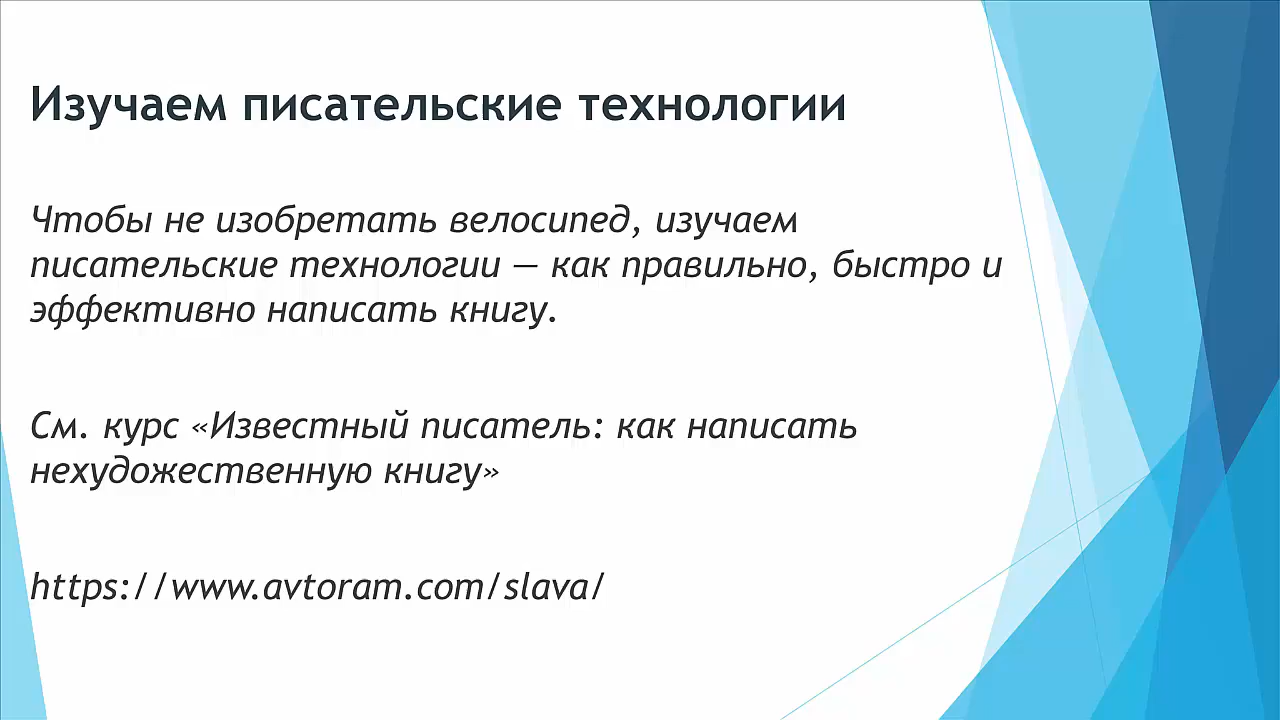 Изучаем писательские технологии
Чтобы не изобретать велосипед, изучаем
писательские технологии — как правильно, быстро и
эффективно написать книгу.
См. курс «Известный писатель: как написать
нехудожественную книгу»
https://www.avtoram.com/slava/